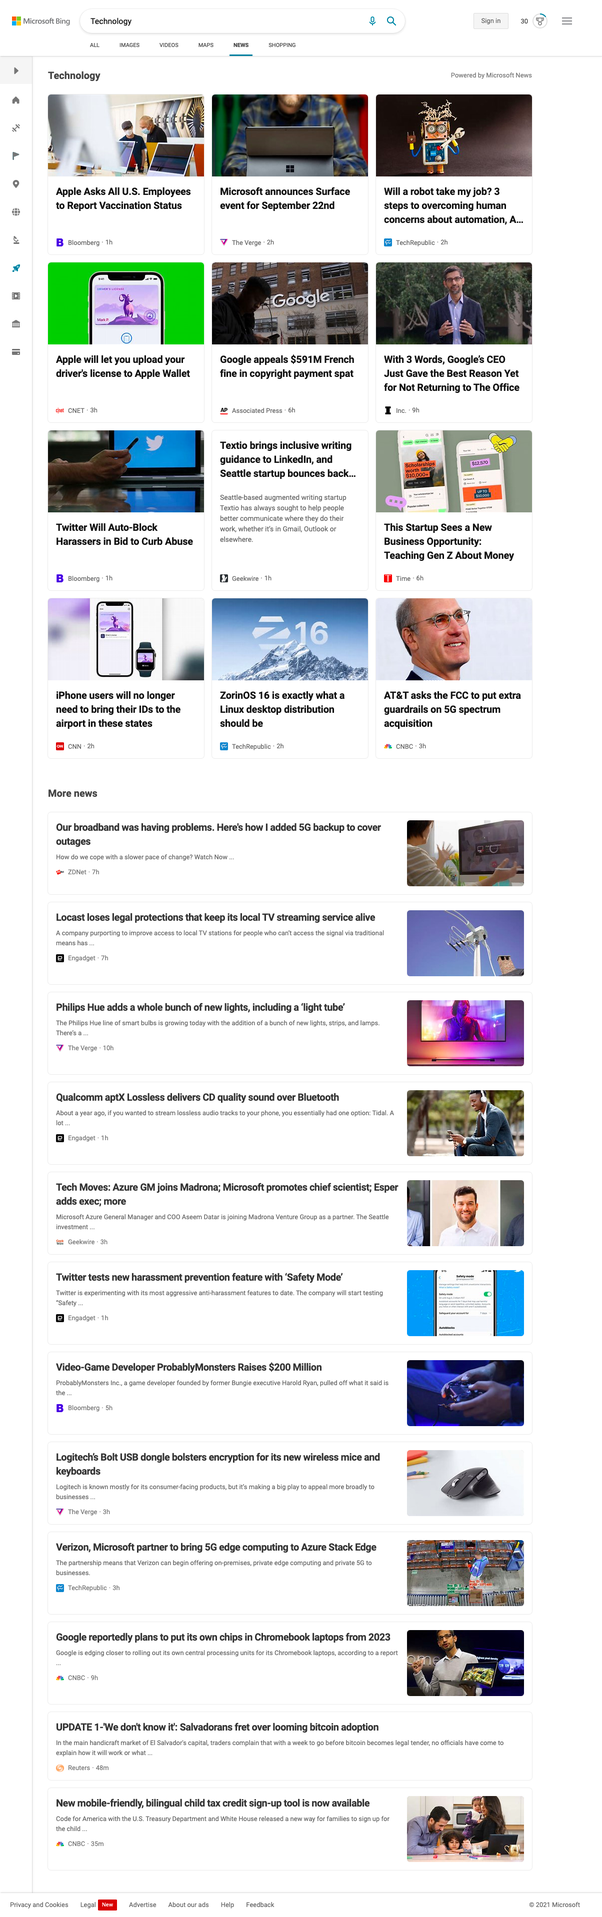 Microsoft Bing
Technology
Sign in
30
ALL IMAGES VIDEOS MAPS NEWS SHOPPING
Technology
Powered by Microsoft News
Apple Asks All U.S. Employees
to Report Vaccination Status
Bloomberg · 1h
Microsoft announces Surface
event for September 22nd
The Verge · 2h
Will a robot take my job? 3
steps to overcoming human
concerns about automation, A...
TechRepublic · 2h
Apple will let you upload your
driver's license to Apple Wallet
CNET · 3h
Google
Google appeals $591M French
fine in copyright payment spat
AP Associated Press · 6h
With 3 Words, Google's CEO
Just Gave the Best Reason Yet
for Not Returning to The Office
Inc. · 9h
Twitter Will Auto-Block
Harassers in Bid to Curb Abuse
Bloomberg · 1h
Textio brings inclusive writing
guidance to LinkedIn, and
Seattle startup bounces back...
Seattle-based augmented writing startup
Textio has always sought to help people
better communicate where they do their
work, whether it's in Gmail, Outlook or
elsewhere.
Geekwire · 1h
This Startup Sees a New
Business Opportunity:
Teaching Gen Z About Money
Time · 6h
iPhone users will no longer
need to bring their IDs to the
airport in these states
CNN · 2h
16
ZorinOS 16 is exactly what a
Linux desktop distribution
should be
TechRepublic · 2h
AT&T asks the FCC to put extra
guardrails on 5G spectrum
acquisition
CNBC · 3h
More news
Our broadband was having problems. Here's how I added 5G backup to cover
outages
How do we cope with a slower pace of change? Watch Now ...
ZDNet · 7h
Locast loses legal protections that keep its local TV streaming service alive
A company purporting to improve access to local TV stations for people who can't access the signal via traditional
means has ...
Engadget · 7h
Philips Hue adds a whole bunch of new lights, including a 'light tube'
The Philips Hue line of smart bulbs is growing today with the addition of a bunch of new lights, strips, and lamps.
There's a ...
The Verge · 10h
Qualcomm aptX Lossless delivers CD quality sound over Bluetooth
About a year ago, if you wanted to stream lossless audio tracks to your phone, you essentially had one option: Tidal. A
lot ...
Engadget · 1h
Tech Moves: Azure GM joins Madrona; Microsoft promotes chief scientist; Esper
adds exec; more
Microsoft Azure General Manager and COO Aseem Datar is joining Madrona Venture Group as a partner. The Seattle
investment ...
Geekwire · 3h
Twitter tests new harassment prevention feature with 'Safety Mode'
Twitter is experimenting with its most aggressive anti-harassment features to date. The company will start testing
"Safety ...
Engadget · 1h
Video-Game Developer ProbablyMonsters Raises $200 Million
ProbablyMonsters Inc., a game developer founded by former Bungie executive Harold Ryan, pulled off what it said is
the ...
Bloomberg · 5h
Logitech's Bolt USB dongle bolsters encryption for its new wireless mice and
keyboards
Logitech is known mostly for its consumer-facing products, but it's making a big play to appeal more broadly to
businesses ...
The Verge · 3h
Verizon, Microsoft partner to bring 5G edge computing to Azure Stack Edge
The partnership means that Verizon can begin offering on-premises, private edge computing and private 5G to
businesses.
TechRepublic · 3h
Google reportedly plans to put its own chips in Chromebook laptops from 2023
Google is edging closer to rolling out its own central processing units for its Chromebook laptops, according to a report
...
CNBC · 9h
UPDATE 1-'We don't know it': Salvadorans fret over looming bitcoin adoption
In the main handicraft market of El Salvador's capital, traders complain that with a week to go before bitcoin becomes legal tender, no officials have come to
explain how it will work or what ...
Reuters · 48m
New mobile-friendly, bilingual child tax credit sign-up tool is now available
Code for America with the U.S. Treasury Department and White House released a new way for families to sign up for
the child ...
CNBC · 35m
Privacy and Cookies Legal New Advertise About our ads Help Feedback
© 2021 Microsoft